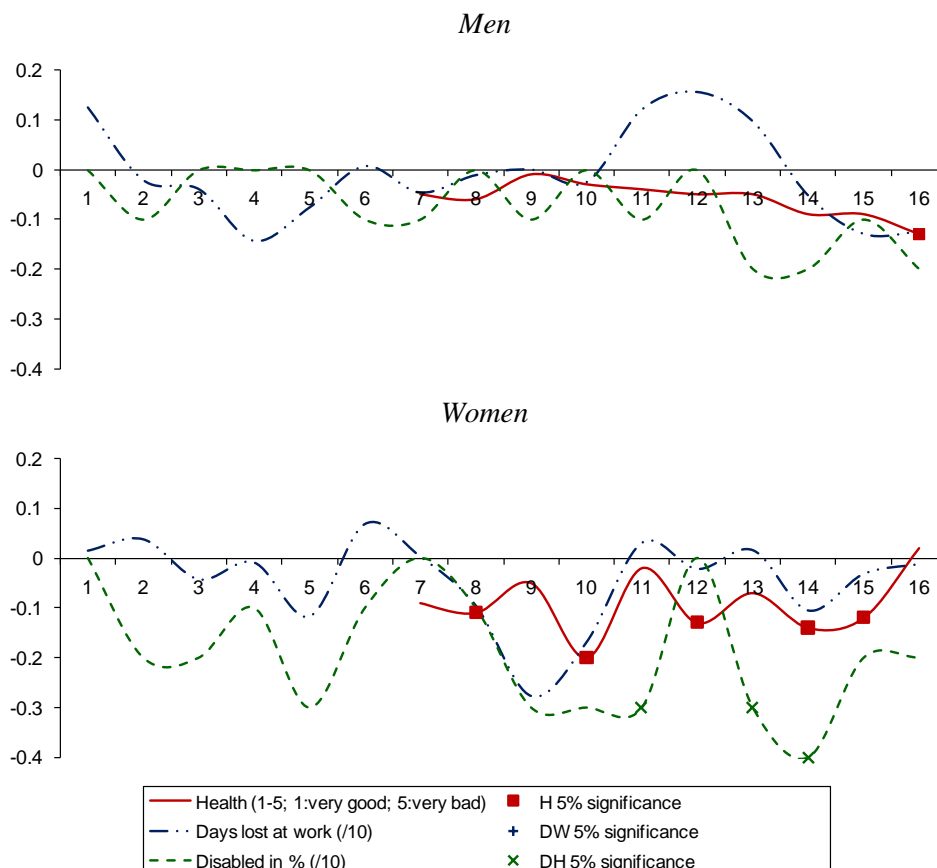 Men
0.2
0.1
0
-0.1
-0.2
-0.3
-0.4
1 2 3 4 5 6 7 8 9 10 11 12 13 14 15 16
Women
0.2
0.1
0
-0.1
-0.2
-0.3
-0.4
1 2 3 4 5 6 7 8 9 10 11 12 13 14 15 16
Health (1-5; 1:very good; 5:very bad) H 5% significance
Days lost at work (/10) DW 5% significance
Disabled in % (/10) DH 5% significance